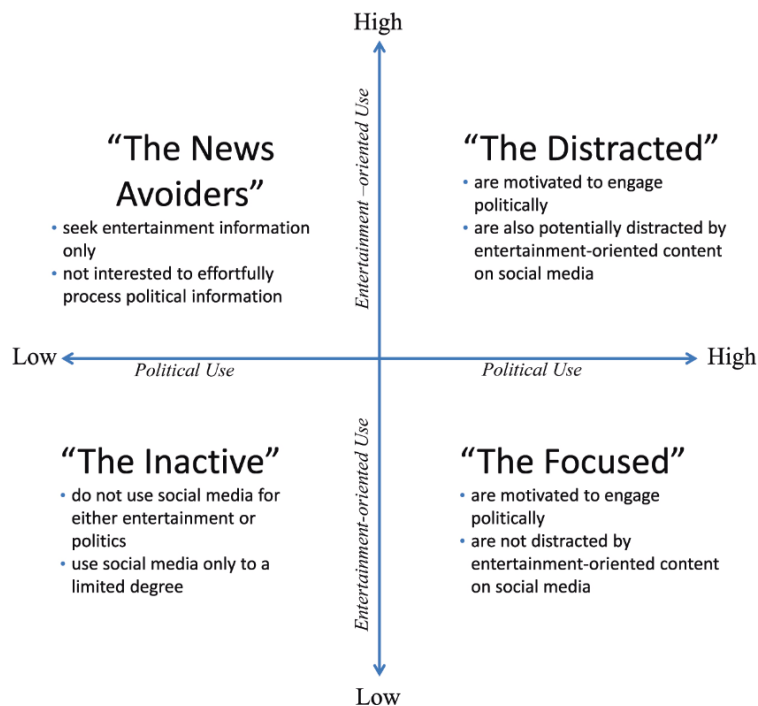 High
Entertainment –oriented Use
“The News
Avoiders”
• seek entertainment information
only
• not interested to effortfully
process political information
“The Distracted”
• are motivated to engage
politically
• are also potentially distracted by
entertainment-oriented content
on social media
Low
Political Use
Political Use
High
“The Inactive”
• do not use social media for
either entertainment or
politics
• use social media only to a
limited degree
Entertainment-oriented Use
“The Focused”
• are motivated to engage
politically
• are not distracted by
entertainment-oriented content
on social media
Low